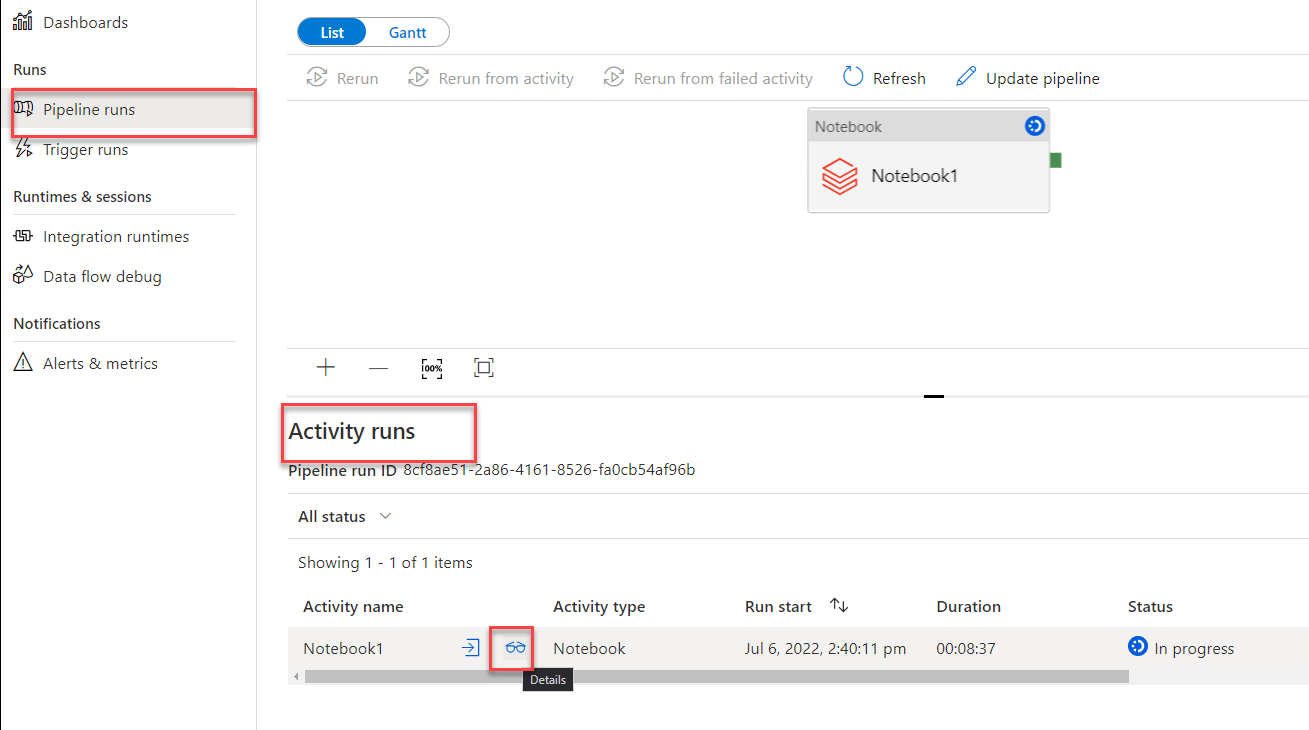 Dashboards
Runs
Pipeline runs
Trigger runs
Runtimes & sessions
Integration runtimes
Data flow debug
Notifications
Alerts & metrics
List Gantt
Rerun Rerun from activity Rerun from failed activity Refresh Update pipeline
Notebook
Notebook1
100%
Activity runs
Pipeline run ID 8cf8ae51-2a86-4161-8526-fa0cb54af96b
All status
Showing 1 - 1 of 1 items
Activity name Activity type Run start Duration Status
Notebook1 Notebook Jul 6, 2022, 2:40:11 pm 00:08:37 In progress
Details